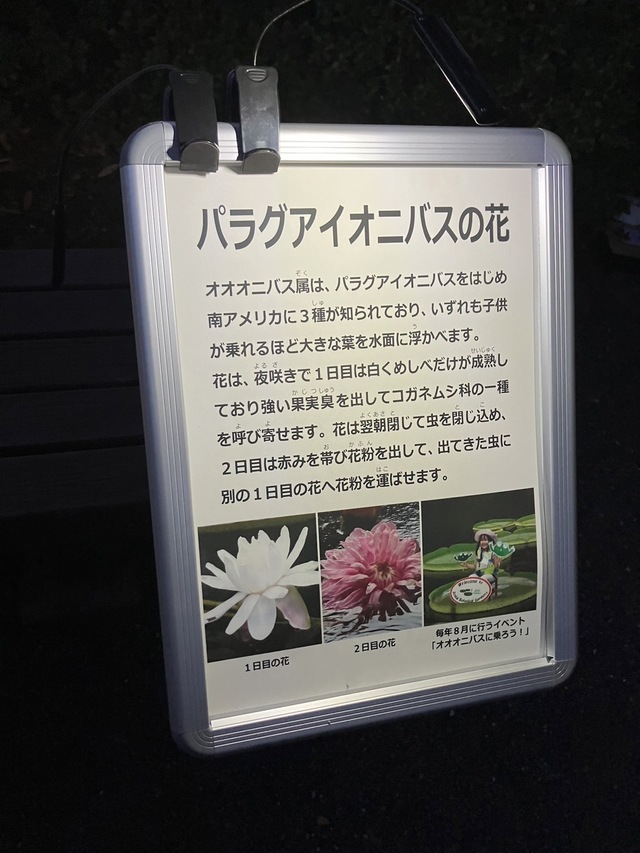 パラグアイオニバスの花
オオオニバス属は、パラグアイオニバスをはじめ
南アメリカに３種が知られており、いずれも子供
が乗れるほど大きな葉を水面に浮かべます。
花は、夜咲きで１日目は白くめしべだけが成熟し
ており強い果実臭を出してコガネムシ科の一種
を呼び寄せます。花は翌朝閉じて虫を閉じ込め、
２日目は赤みを帯び花粉を出して、出てきた虫に
別の１日目の花へ花粉を運ばせます。
１日目の花
２日目の花
毎年８月に行うイベント
「オオオニバスに乗ろう！」